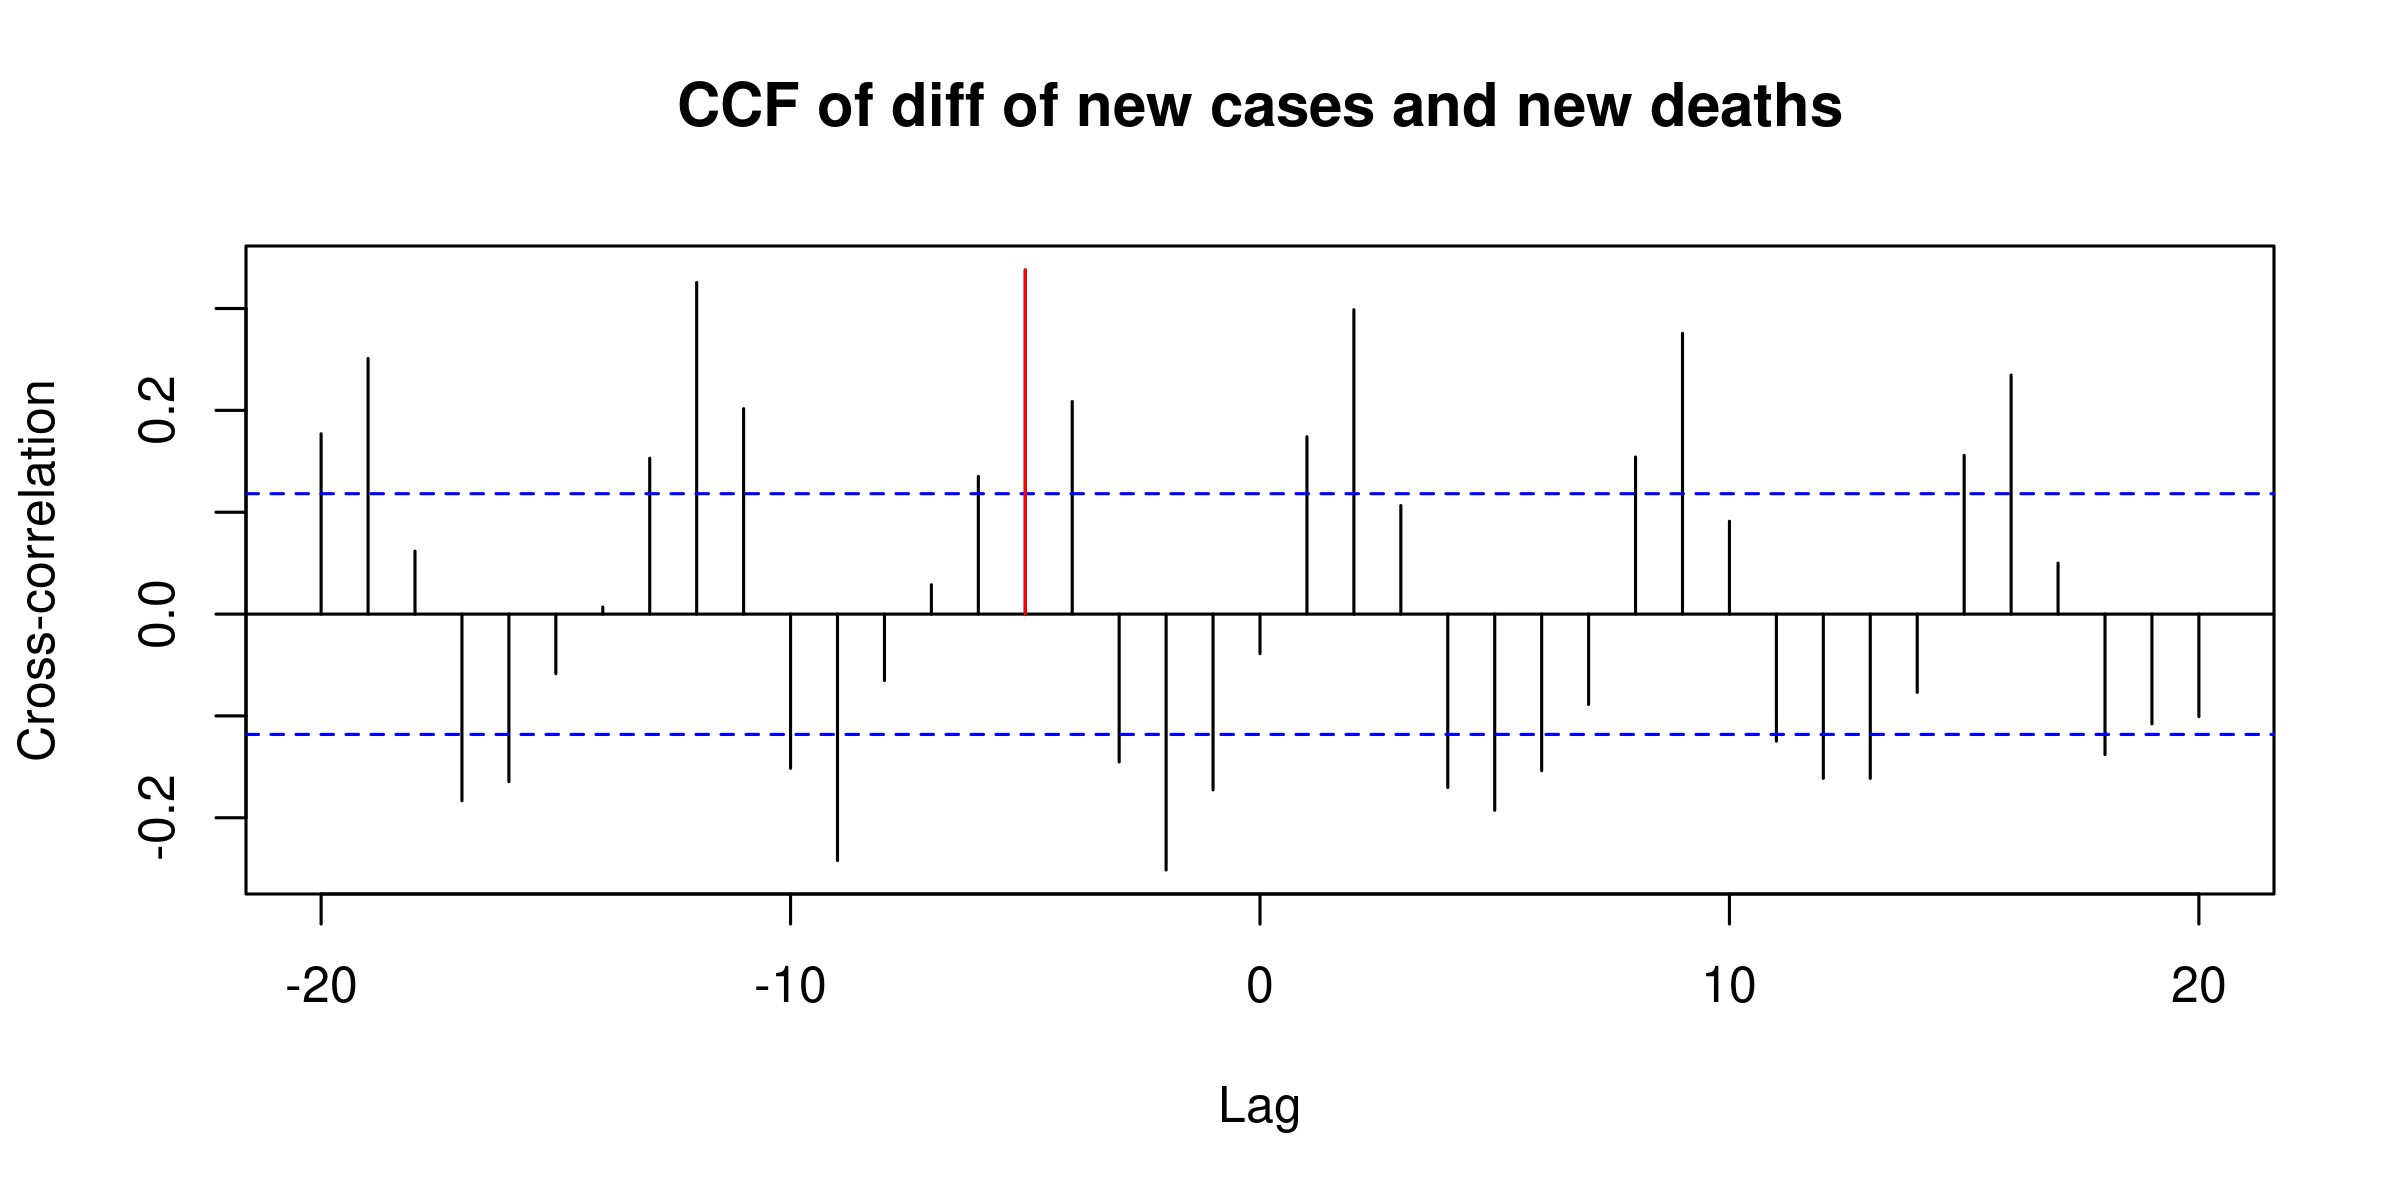 CCF of diff of new cases and new deaths
Cross-correlation
0.2
0.0
-0.2
-20 -10 0 10 20
Lag